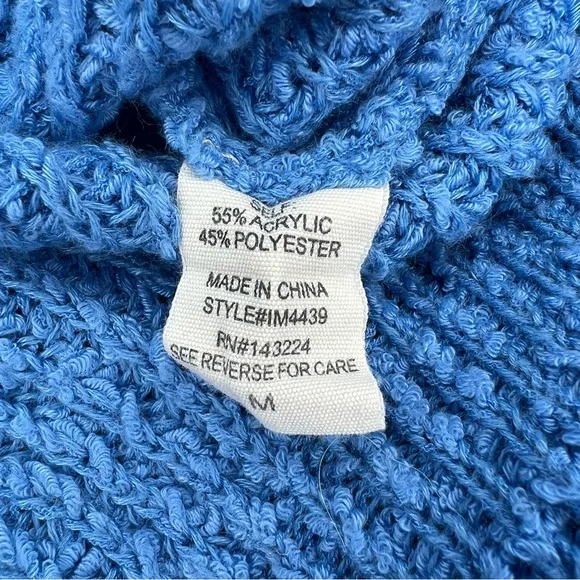 SELF:
55% ACRYLIC
45% POLYESTER
MADE IN CHINA
STYLE#IM4439
RN#143224
SEE REVERSE FOR CARE
M